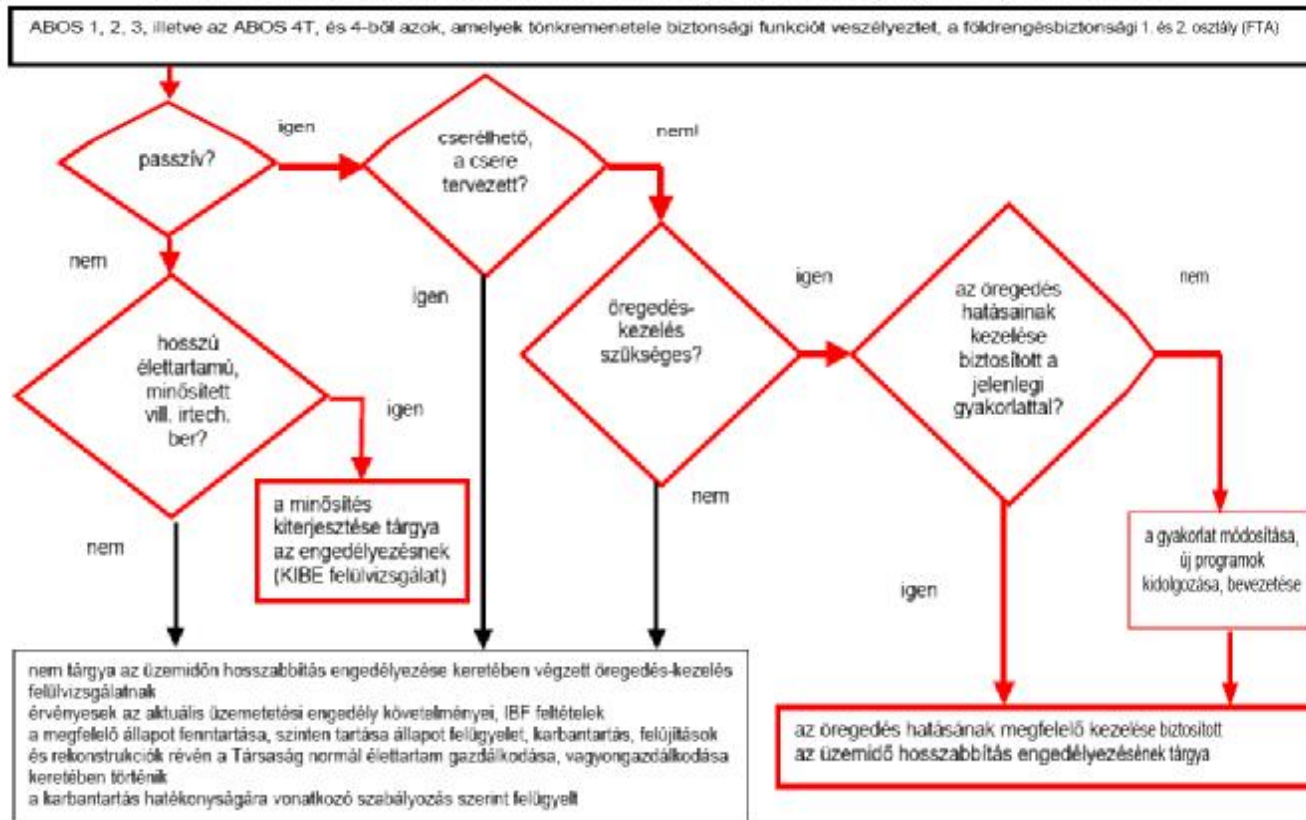 ABOS 1, 2, 3, illetve az ABOS 4T, és 4-ből azok, amelyek tönkremenetele biztonsági funkciót veszélyeztet, a földrengésbiztonsági 1. és 2. osztály (FTA)
passzív?
igen
cserélhető,
a csere
tervezett?
nem!
nem
igen
hosszú
élettartamú,
minősített
vill. irtech.
ber?
igen
öregedés-
kezelés
szükséges?
igen
az öregedés
hatásainak
kezelése
biztosított a
jelenlegi
gyakorlattal?
nem
nem
a minősítés
kiterjesztése tárgya
az engedélyezésnek
(KIBE felülvizsgálat)
nem
igen
a gyakorlat módosítása,
új programok
kidolgozása, bevezetése
nem tárgya az üzemidőn hosszabbítás engedélyezése keretében végzett öregedés-kezelés
felülvizsgálatnak
érvényesek az aktuális üzemetetési engedély követelményei, IBF feltételek
a megfelelő állapot fenntartása, szinten tartása állapot felügyelet, karbantartás, felújítások
és rekonstrukciók révén a Társaság normál élettartam gazdálkodása, vagyongazdálkodása
keretében történik
a karbantartás hatékonyságára vonatkozó szabályozás szerint felügyelt
az öregedés hatásának megfelelő kezelése biztosított
az üzemidő hosszabbítás engedélyezésének tárgya